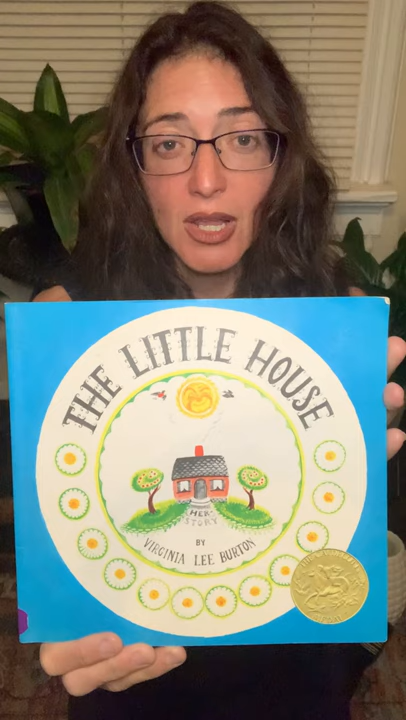 THE LITTLE HOUSE
HER-
STORY
BY
VIRGINIA LEE BURTON